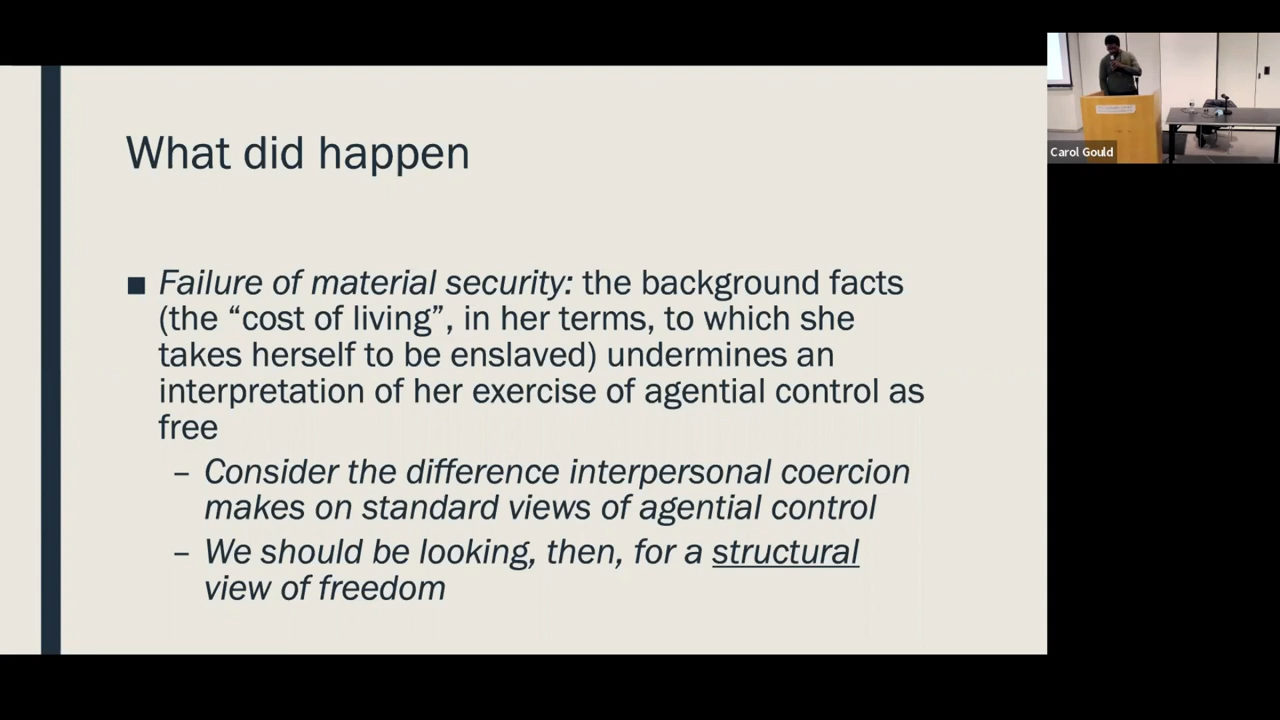 What did happen
■ Failure of material security: the background facts
(the “cost of living”, in her terms, to which she
takes herself to be enslaved) undermines an
interpretation of her exercise of agential control as
free
– Consider the difference interpersonal coercion
makes on standard views of agential control
– We should be looking, then, for a structural
view of freedom
Carol Gould